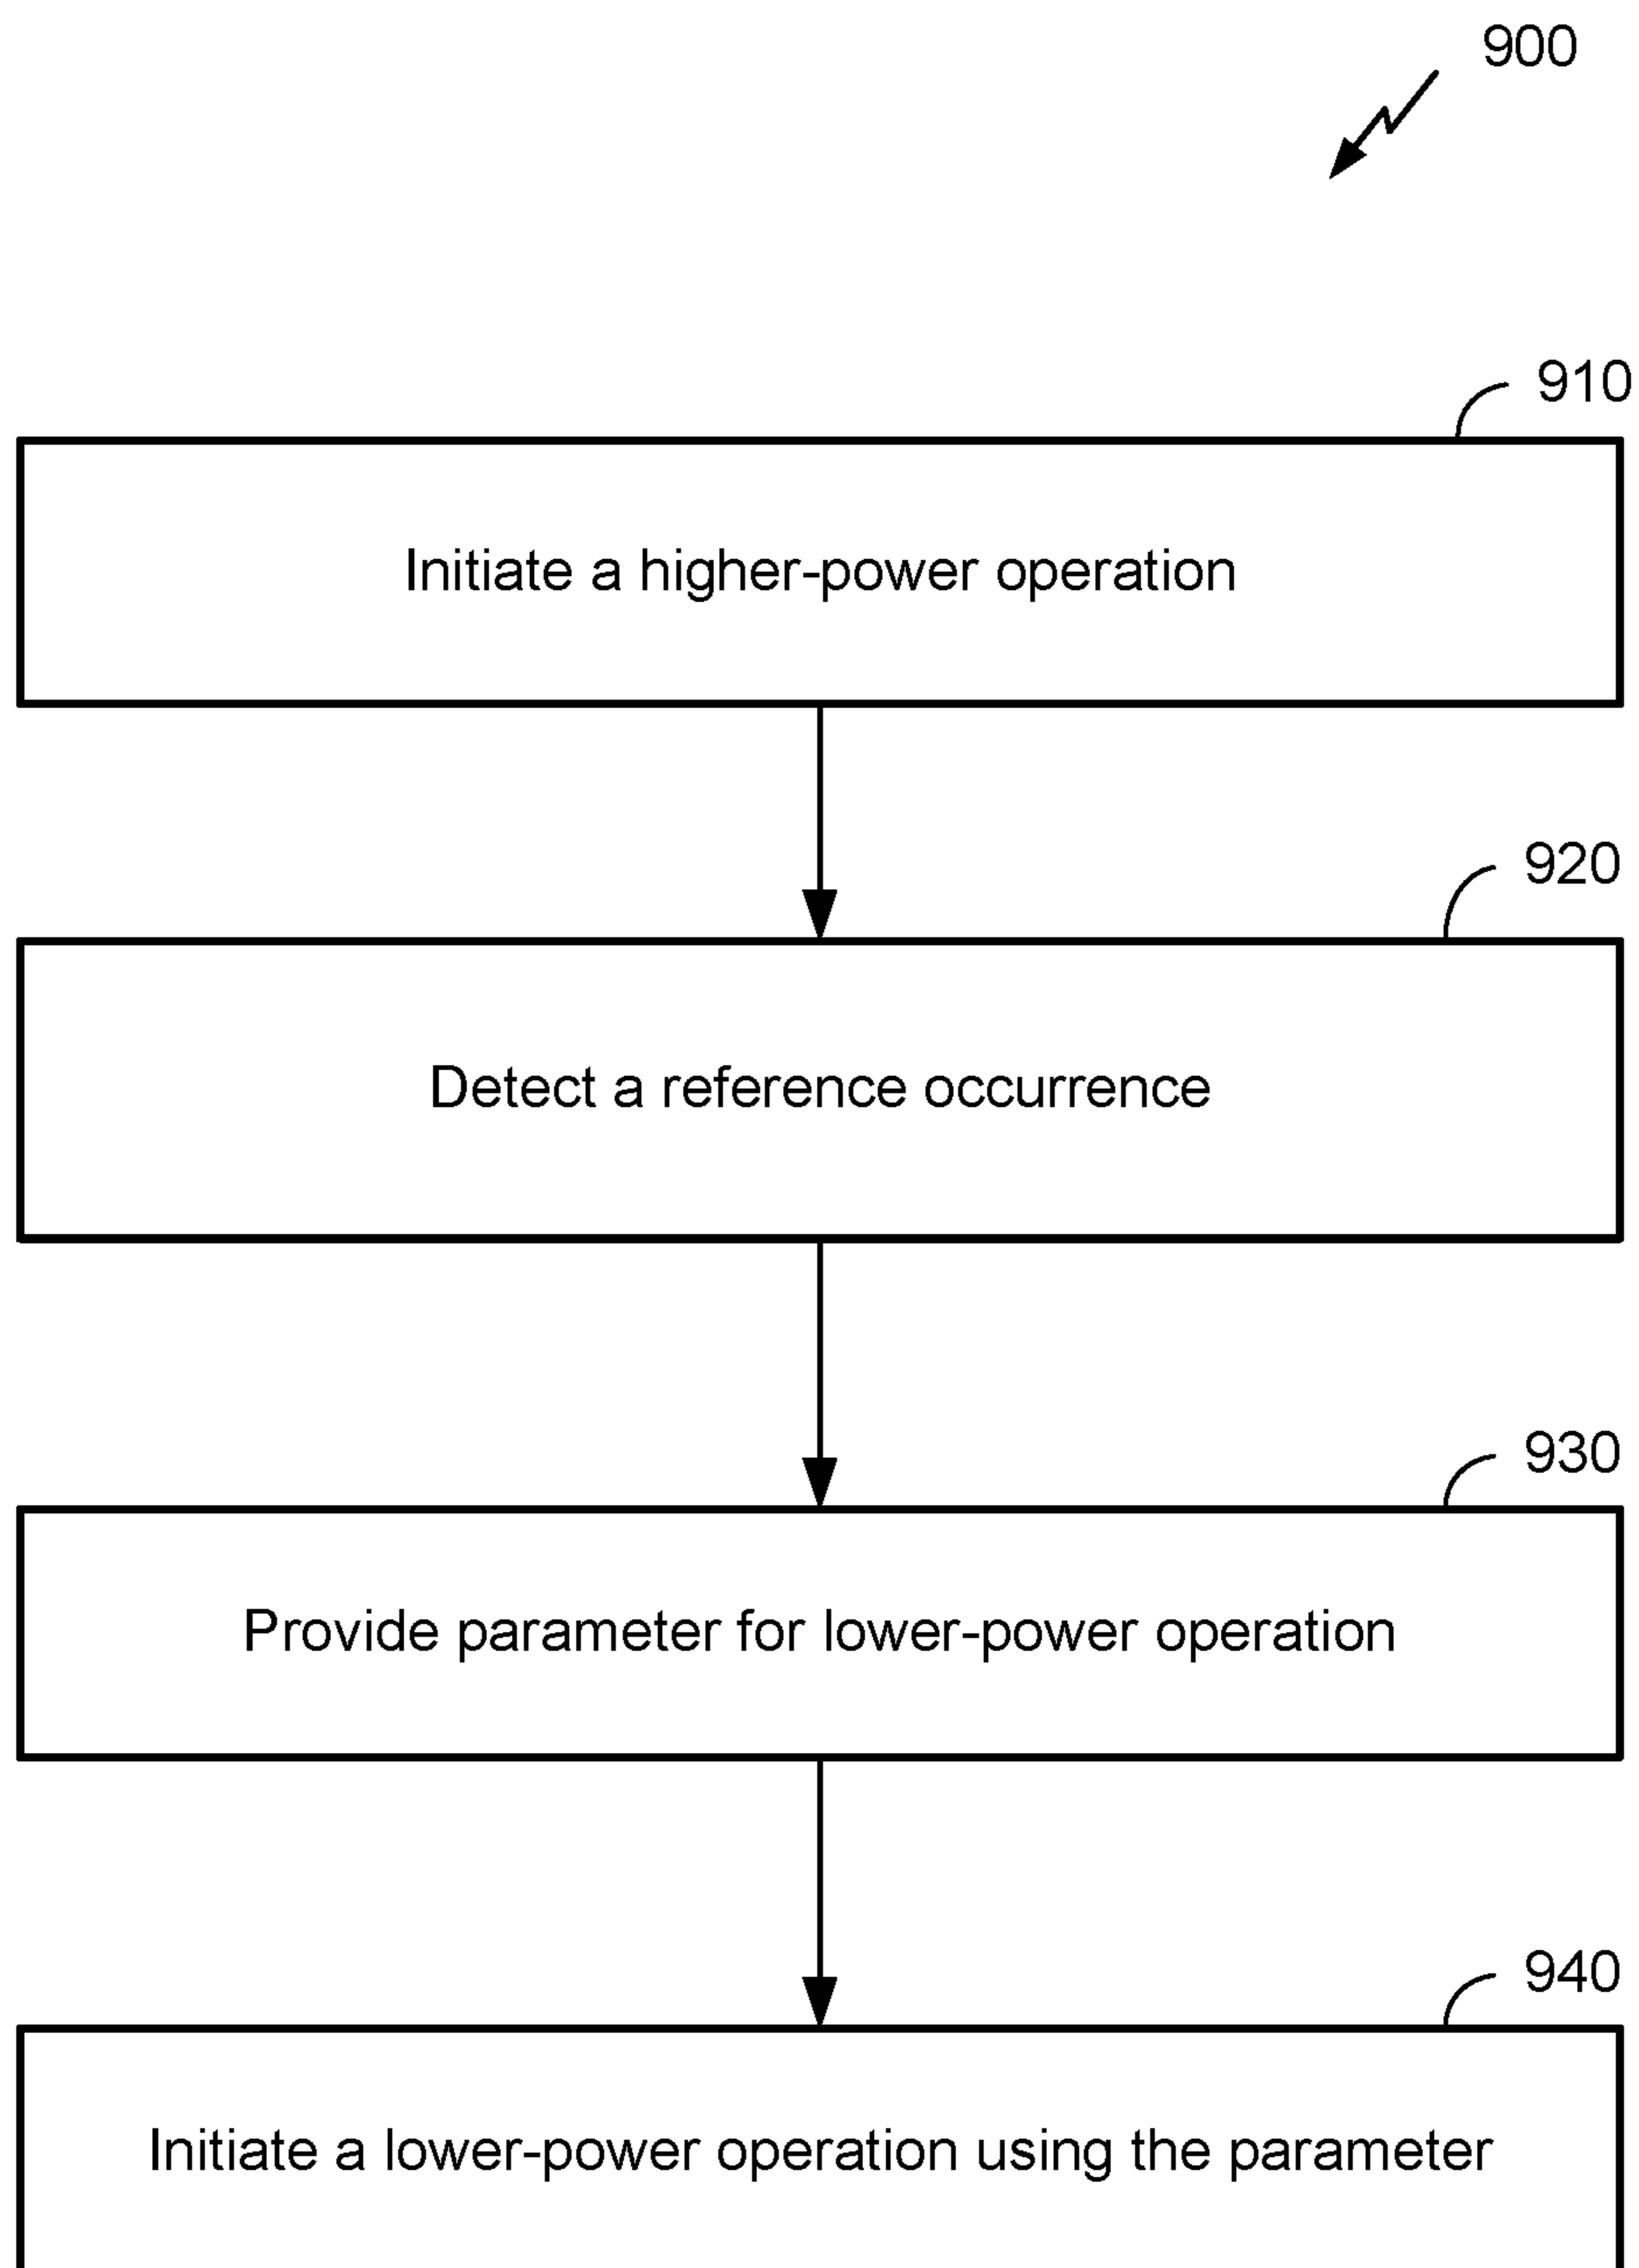 900
910
Initiate a higher-power operation
920
Detect a reference occurrence
930
Provide parameter for lower-power operation
940
Initiate a lower-power operation using the parameter